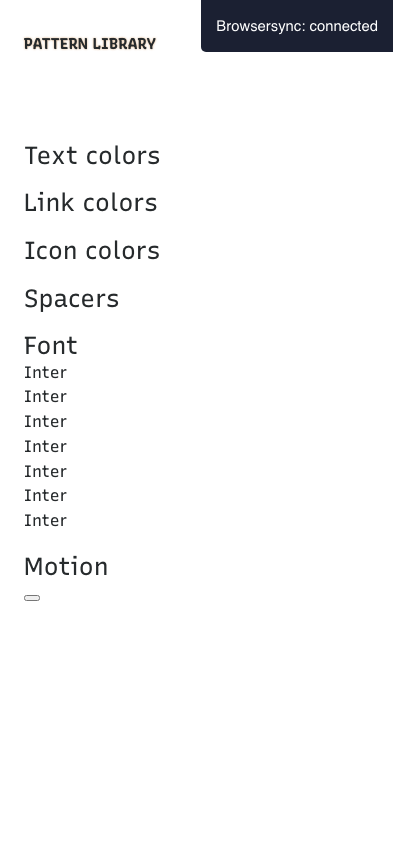 Browsersync: connected
PATTERN LIBRARY
Text colors
Link colors
Icon colors
Spacers
Font
Inter
Inter
Inter
Inter
Inter
Inter
Inter
Motion